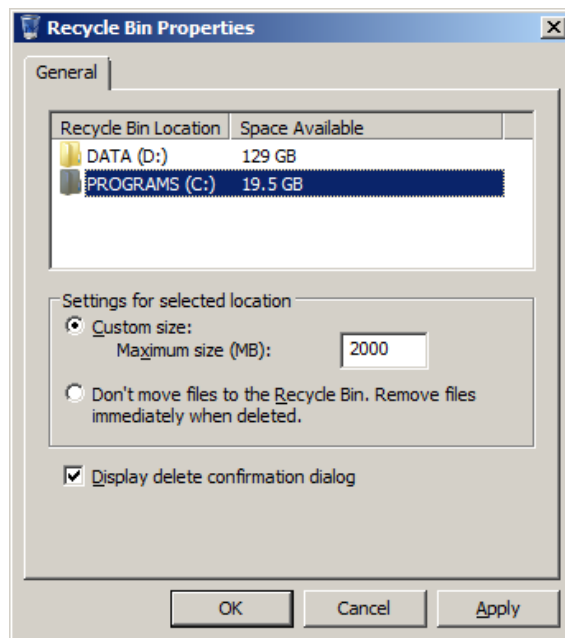 Recycle Bin Properties
General
Recycle Bin Location Space Available
DATA (D:) 129 GB
PROGRAMS (C:) 19.5 GB
Settings for selected location
Custom size:
Maximum size (MB): 2000
Don't move files to the Recycle Bin. Remove files
immediately when deleted.
Display delete confirmation dialog
OK Cancel Apply